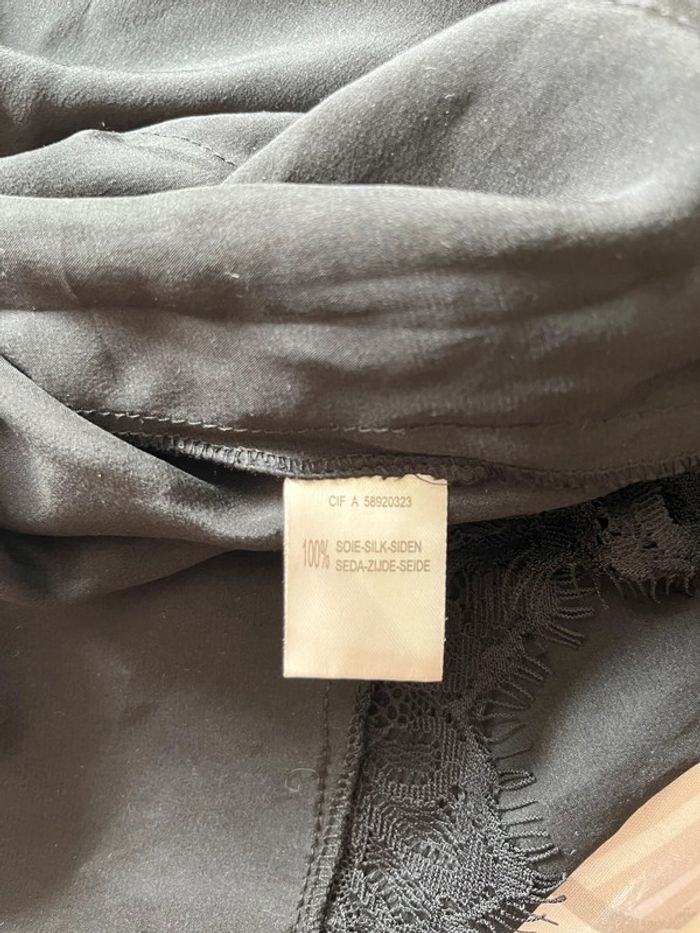 CIF A 58920323
100% SOIE-SILK-SIDEN
SEDA-ZIJDE-SEIDE